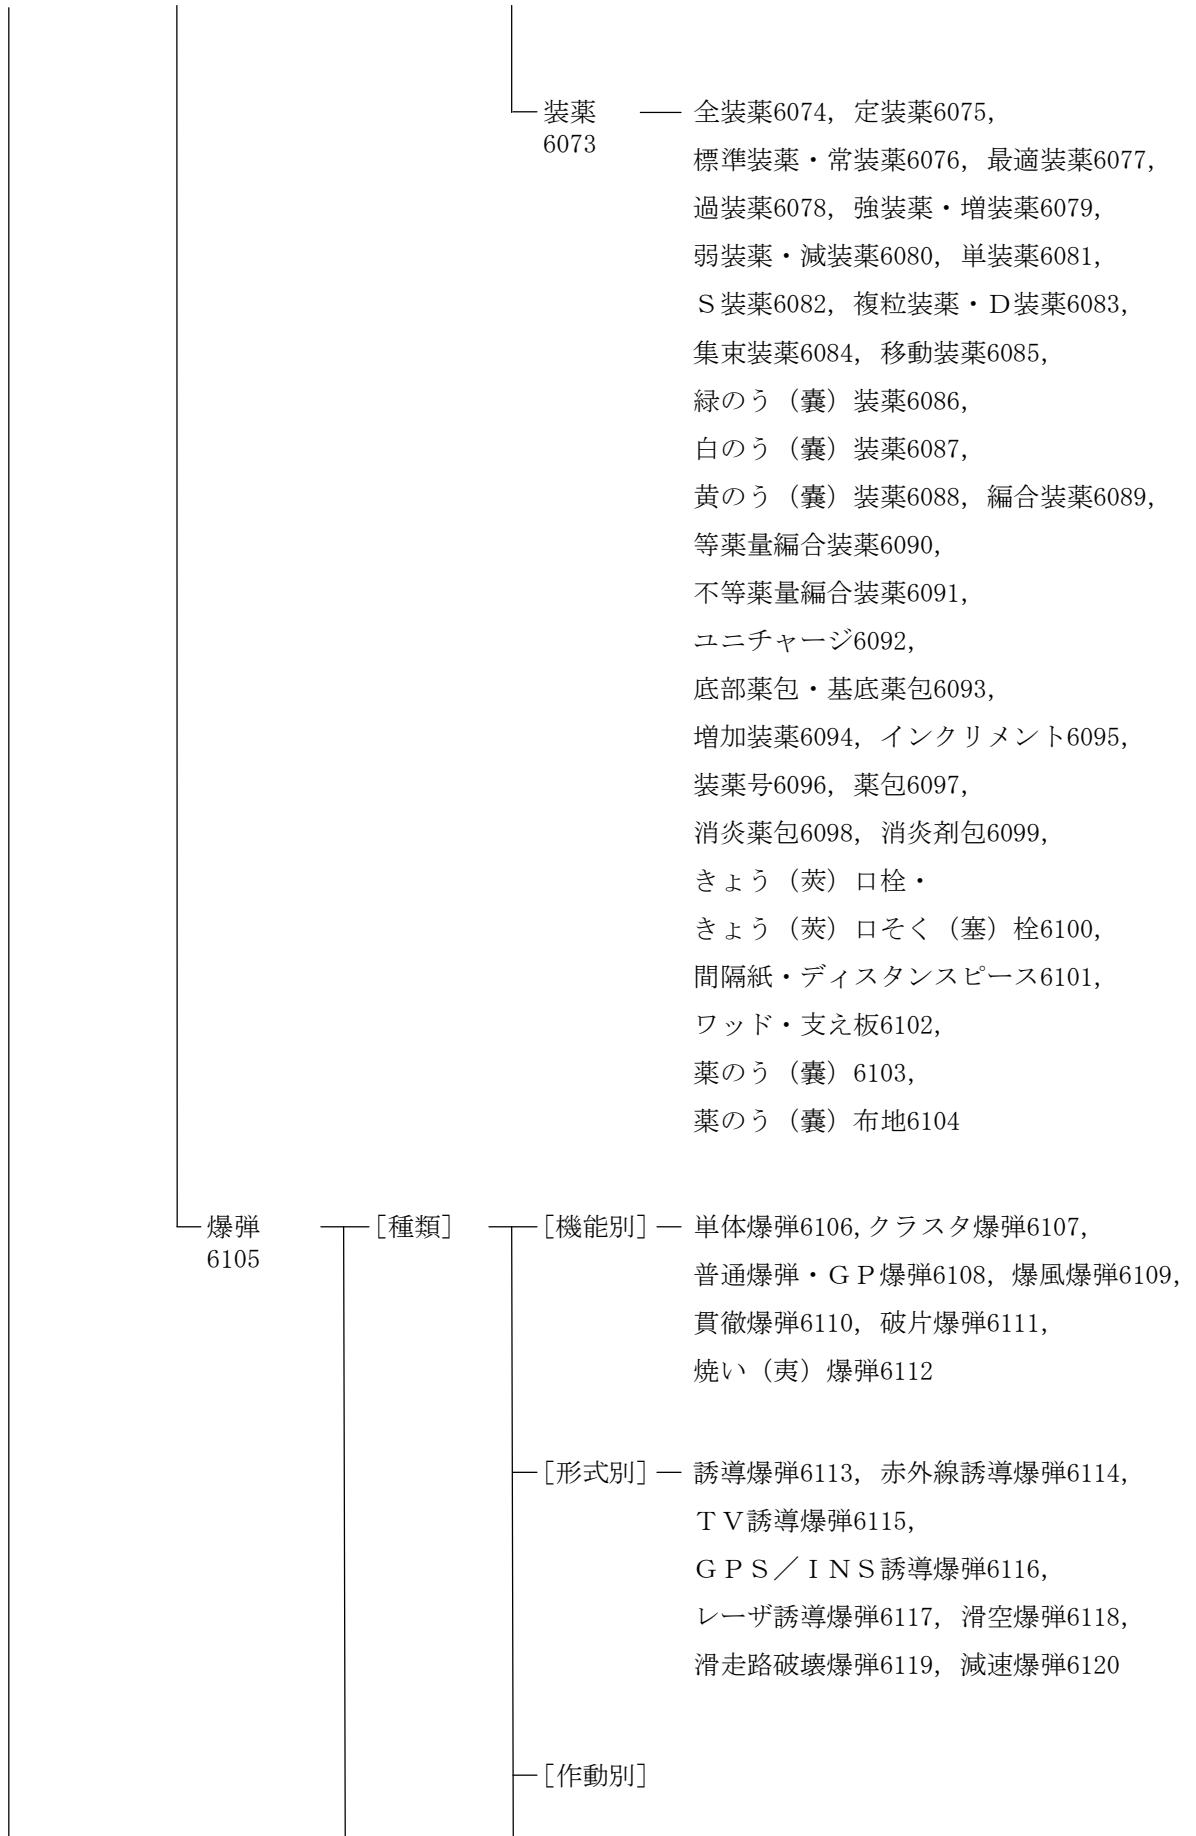 装薬
6073
全装薬6074，定装薬6075，
標準装薬・常装薬6076，最適装薬6077，
過装薬6078，強装薬・増装薬6079，
弱装薬・減装薬6080，単装薬6081，
Ｓ装薬6082，複粒装薬・Ｄ装薬6083，
集束装薬6084，移動装薬6085，
緑のう（嚢）装薬6086，
白のう（嚢）装薬6087，
黄のう（嚢）装薬6088，編合装薬6089，
等薬量編合装薬6090，
不等薬量編合装薬6091，
ユニチャージ6092，
底部薬包・基底薬包6093，
増加装薬6094，インクリメント6095，
装薬号6096，薬包6097，
消炎薬包6098，消炎剤包6099，
きょう（莢）口栓・
きょう（莢）口そく（塞）栓6100，
間隔紙・ディスタンスピース6101，
ワッド・支え板6102，
薬のう（嚢）6103，
薬のう（嚢）布地6104
爆弾
6105
［種類］
［機能別］
単体爆弾6106，クラスタ爆弾6107，
普通爆弾・ＧＰ爆弾6108，爆風爆弾6109，
貫徹爆弾6110，破片爆弾6111，
焼い（夷）爆弾6112
［形式別］
誘導爆弾6113，赤外線誘導爆弾6114，
ＴＶ誘導爆弾6115，
ＧＰＳ／ＩＮＳ誘導爆弾6116，
レーザ誘導爆弾6117，滑空爆弾6118，
滑走路破壊爆弾6119，減速爆弾6120
［作動別］